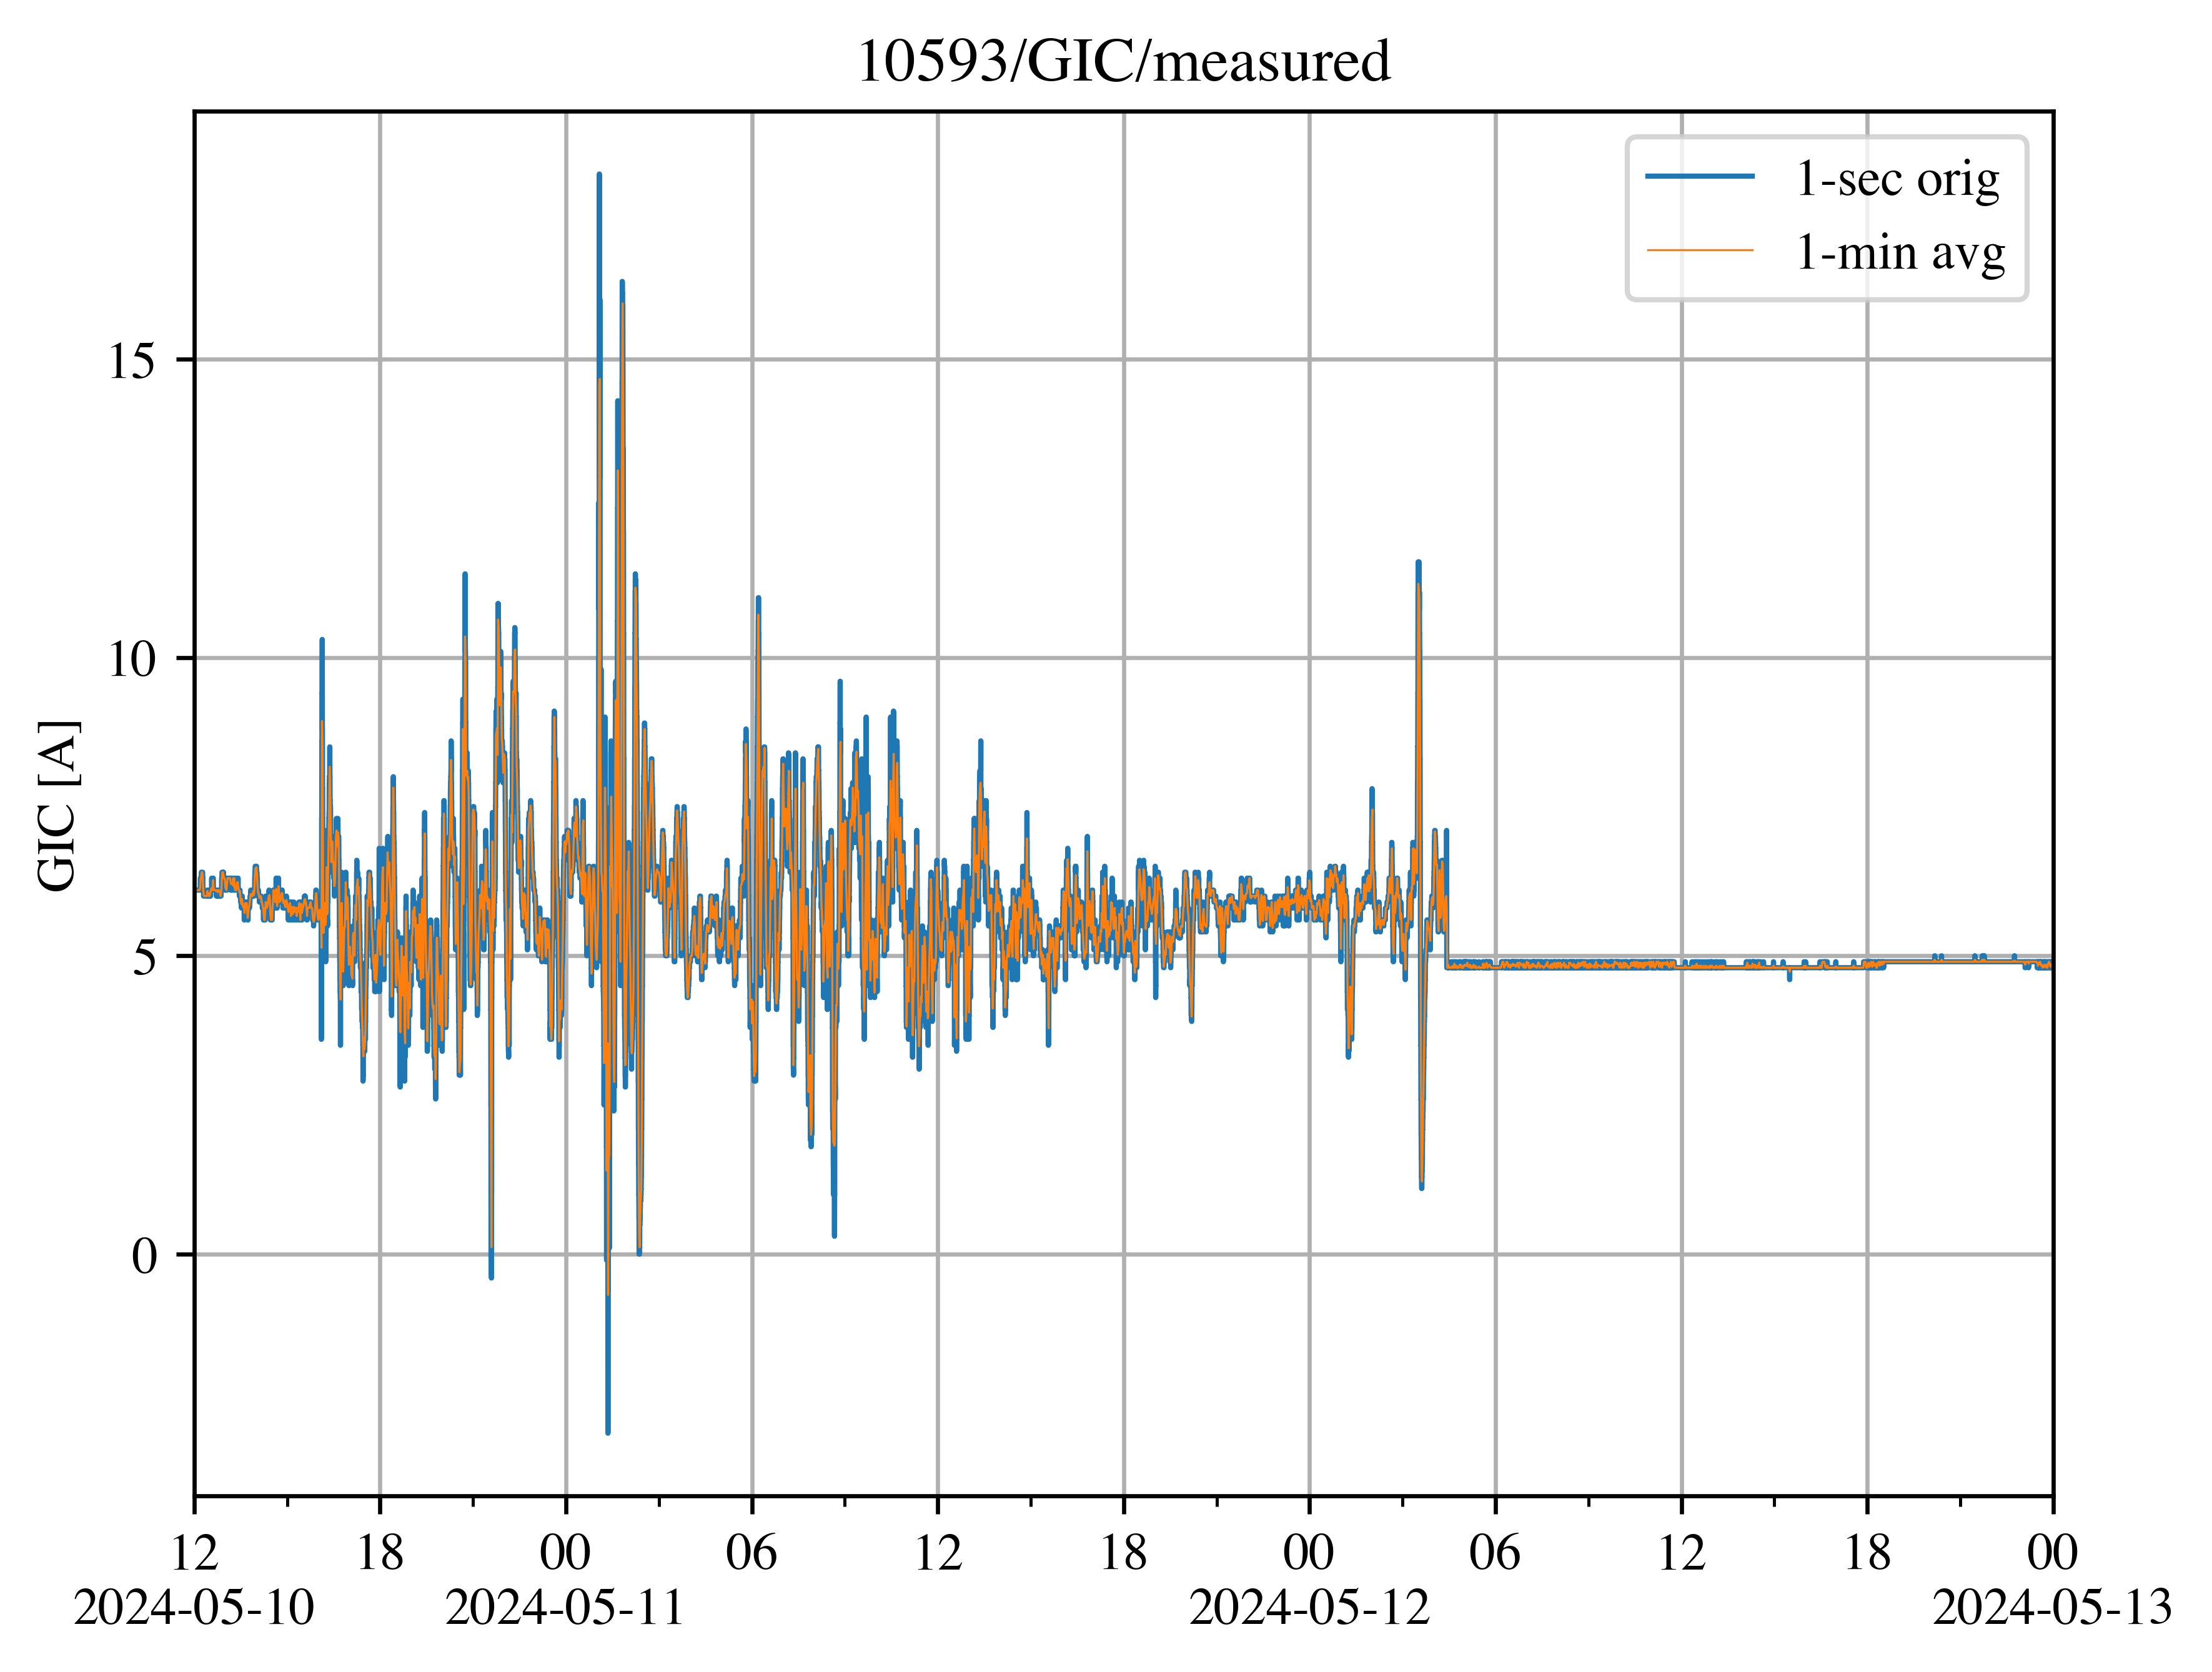 10593/GIC/measured
1-sec orig
1-min avg
15
10
5
0
GIC [A]
12 18 00 06 12 18 00 06 12 18 00
2024-05-10 2024-05-11 2024-05-12 2024-05-13